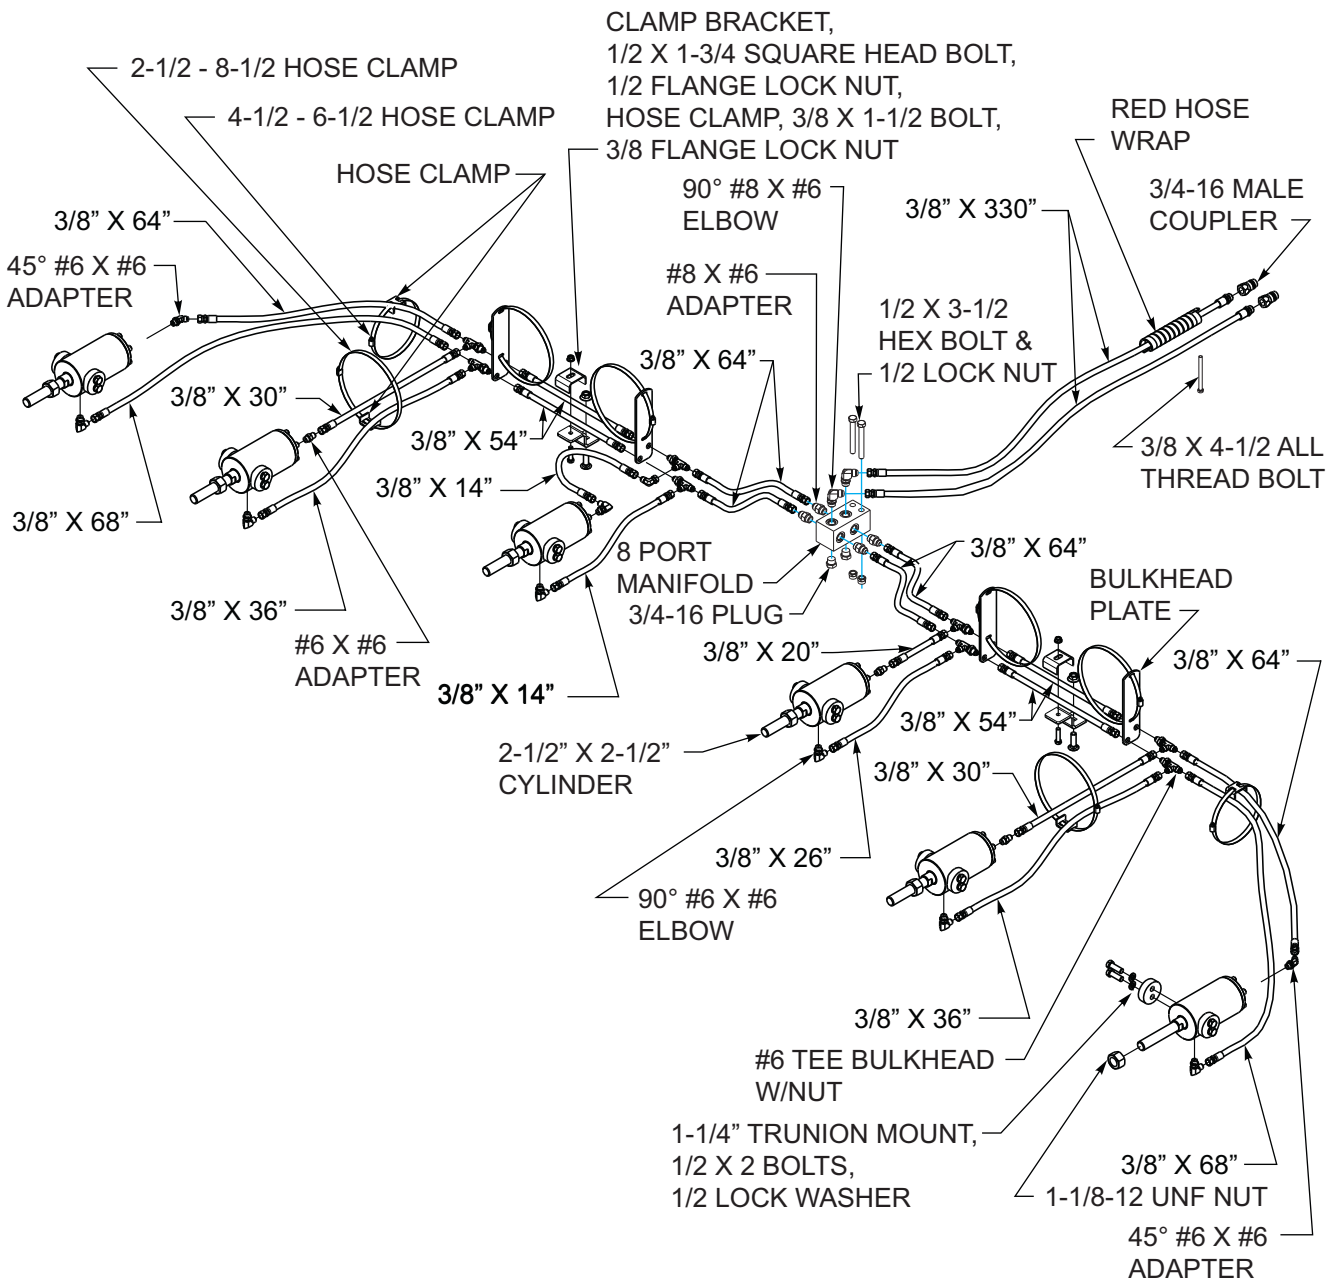 CLAMP BRACKET,
1/2 X 1-3/4 SQUARE HEAD BOLT,
1/2 FLANGE LOCK NUT,
HOSE CLAMP, 3/8 X 1-1/2 BOLT,
3/8 FLANGE LOCK NUT
2-1/2 - 8-1/2 HOSE CLAMP
4-1/2 - 6-1/2 HOSE CLAMP
HOSE CLAMP
RED HOSE
WRAP
90° #8 X #6
ELBOW
3/8” X 330”
3/4-16 MALE
COUPLER
3/8” X 64”
45° #6 X #6
ADAPTER
#8 X #6
ADAPTER
1/2 X 3-1/2
HEX BOLT &
1/2 LOCK NUT
3/8” X 64”
3/8” X 30”
3/8” X 54”
3/8 X 4-1/2 ALL
THREAD BOLT
3/8” X 14”
3/8” X 68”
8 PORT
MANIFOLD
3/8” X 64”
3/4-16 PLUG
BULKHEAD
PLATE
3/8” X 36”
#6 X #6
ADAPTER
3/8” X 20”
3/8” X 64”
3/8” X 14”
3/8” X 54”
2-1/2” X 2-1/2”
CYLINDER
3/8” X 30”
3/8” X 26”
90° #6 X #6
ELBOW
3/8” X 36”
#6 TEE BULKHEAD
W/NUT
1-1/4” TRUNION MOUNT,
1/2 X 2 BOLTS,
1/2 LOCK WASHER
3/8” X 68”
1-1/8-12 UNF NUT
45° #6 X #6
ADAPTER